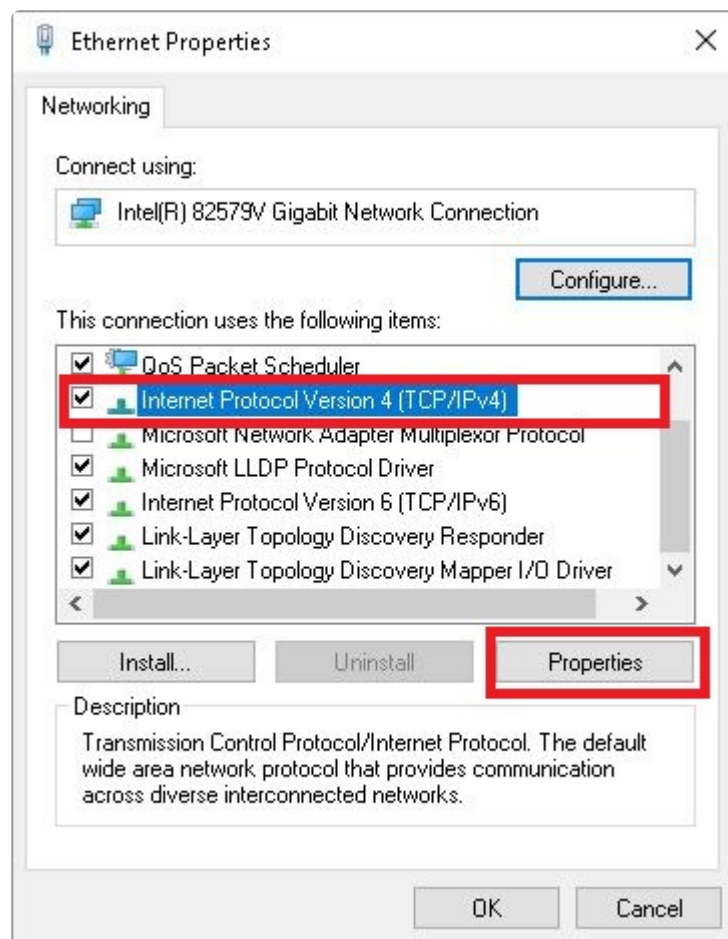 Ethernet Properties
Networking
Connect using:
Intel(R) 82579V Gigabit Network Connection
Configure...
This connection uses the following items:
QoS Packet Scheduler
Internet Protocol Version 4 (TCP/IPv4)
Microsoft Network Adapter Multiplexor Protocol
Microsoft LLDP Protocol Driver
Internet Protocol Version 6 (TCP/IPv6)
Link-Layer Topology Discovery Responder
Link-Layer Topology Discovery Mapper I/O Driver
Install...
Uninstall
Properties
Description
Transmission Control Protocol/Internet Protocol. The default
wide area network protocol that provides communication
across diverse interconnected networks.
OK
Cancel